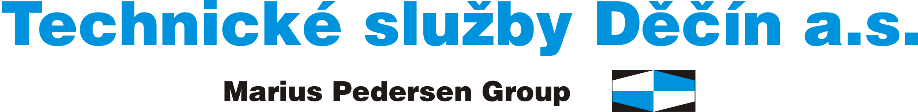 Technické služby Děčín a.s.
Marius Pedersen Group